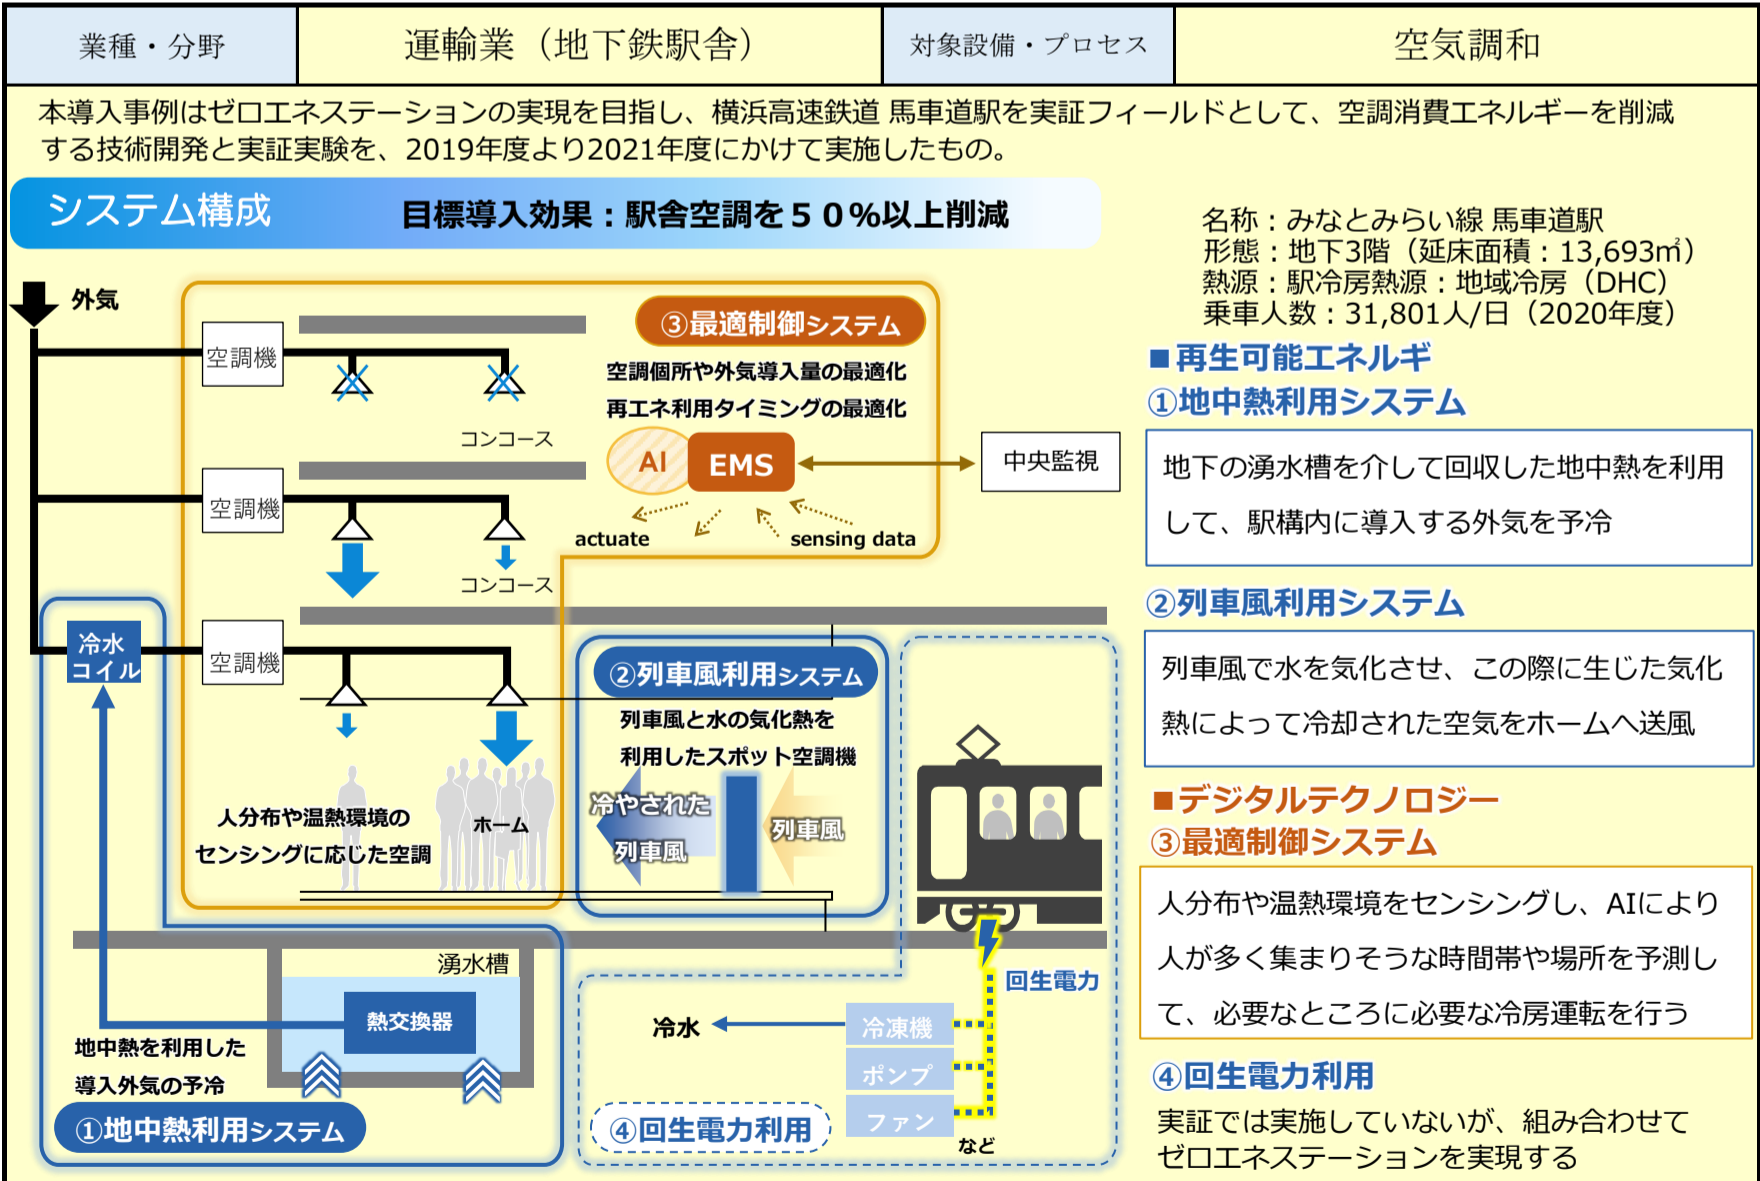 業種・分野
運輸業（地下鉄駅舎）
対象設備・プロセス
空気調和
本導入事例はゼロエネステーションの実現を目指し、横浜高速鉄道 馬車道駅を実証フィールドとして、空調消費エネルギーを削減
する技術開発と実証実験を、2019年度より2021年度にかけて実施したもの。
システム構成
目標導入効果：駅舎空調を５０％以上削減
名称：みなとみらい線 馬車道駅
形態：地下3階（延床面積：13,693㎡）
熱源：駅冷房熱源：地域冷房（DHC）
乗車人数：31,801人/日（2020年度）
外気
空調機
③最適制御システム
空調個所や外気導入量の最適化
再エネ利用タイミングの最適化
コンコース
AI
EMS
中央監視
空調機
actuate
sensing data
コンコース
冷水
コイル
空調機
②列車風利用システム
列車風と水の気化熱を
利用したスポット空調機
冷やされた
列車風
列車風
人分布や温熱環境の
センシングに応じた空調
ホーム
湧水槽
熱交換器
地中熱を利用した
導入外気の予冷
①地中熱利用システム
回生電力
冷水
冷凍機
ポンプ
ファン
など
④回生電力利用
■再生可能エネルギ
①地中熱利用システム
地下の湧水槽を介して回収した地中熱を利用
して、駅構内に導入する外気を予冷
②列車風利用システム
列車風で水を気化させ、この際に生じた気化
熱によって冷却された空気をホームへ送風
■デジタルテクノロジー
③最適制御システム
人分布や温熱環境をセンシングし、AIにより
人が多く集まりそうな時間帯や場所を予測し
て、必要なところに必要な冷房運転を行う
④回生電力利用
実証では実施していないが、組み合わせて
ゼロエネステーションを実現する